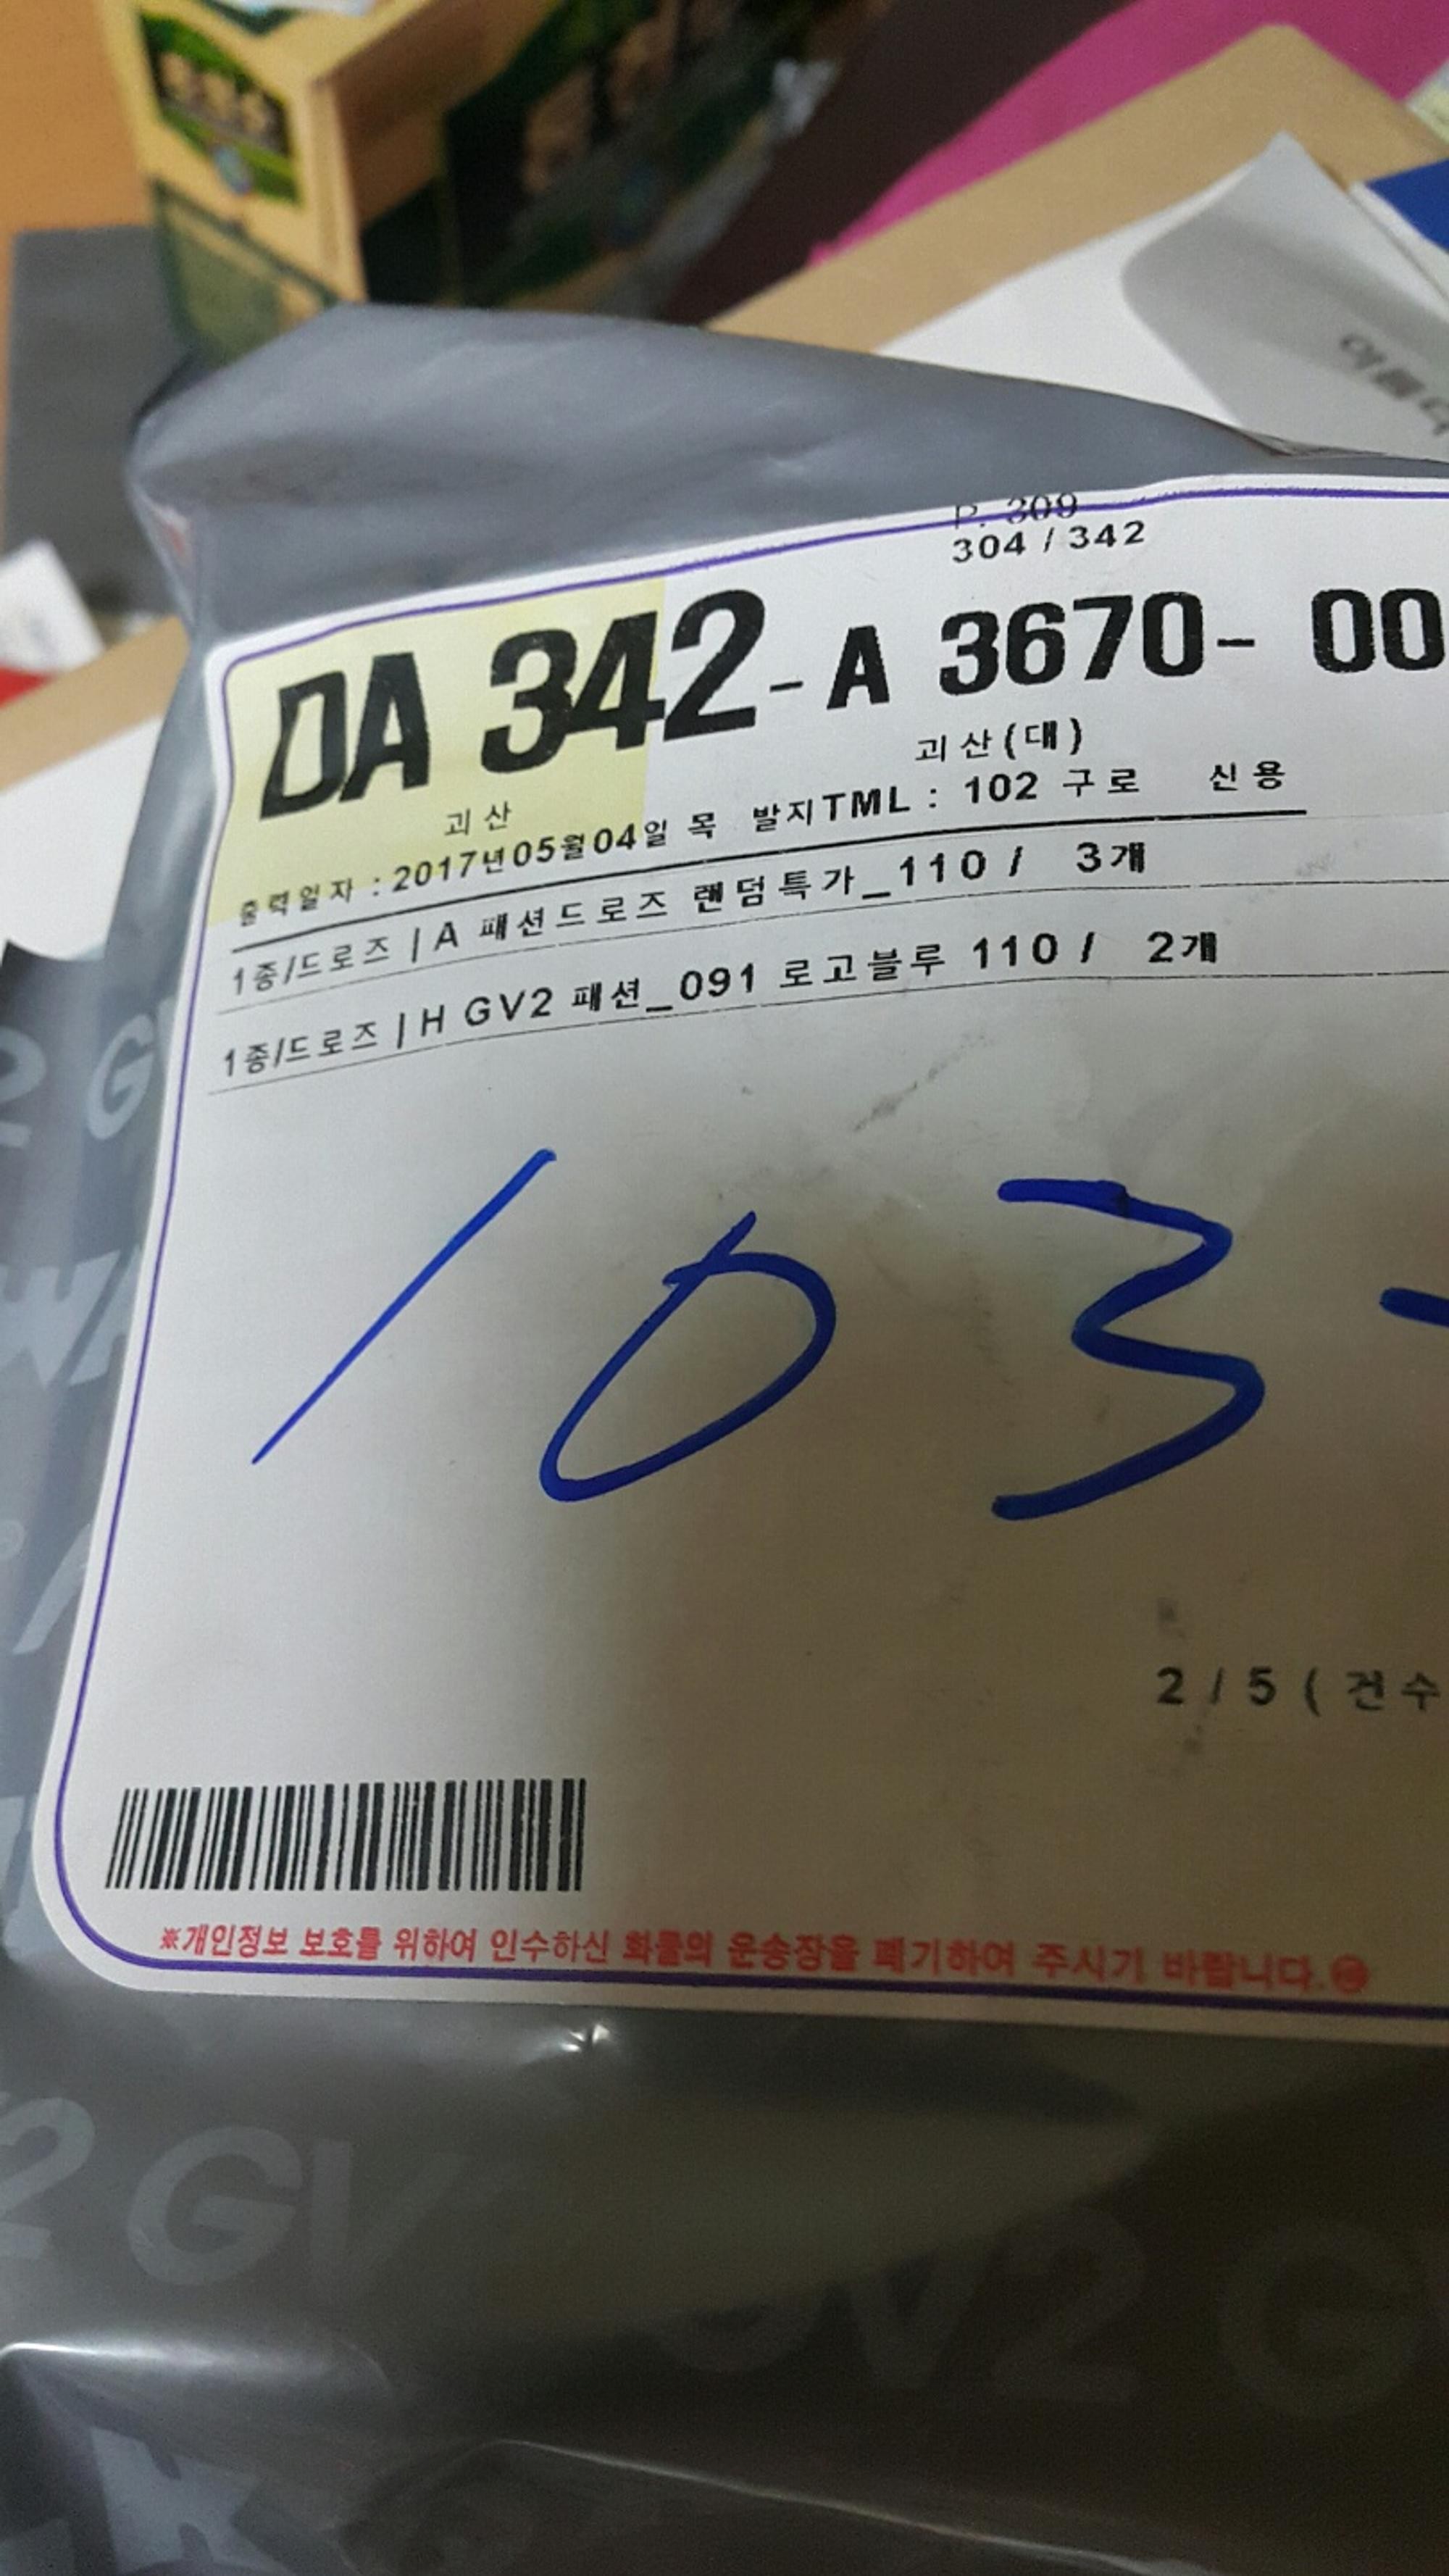 P. 309
304 / 342
DA 342 - A 3670 - 00
괴산(대)
괴산
출력일자 : 2017년05월04일 목 발지TML : 102 구로 신용
1종/드로즈 | A 패션드로즈 랜덤특가_110 / 3개
1종/드로즈 | H GV2 패션_091 로고블루 110 / 2개
103-
2 / 5 ( 건수
※개인정보 보호를 위하여 인수하신 화물의 운송장을 폐기하여 주시기 바랍니다.
GV
GV2 G